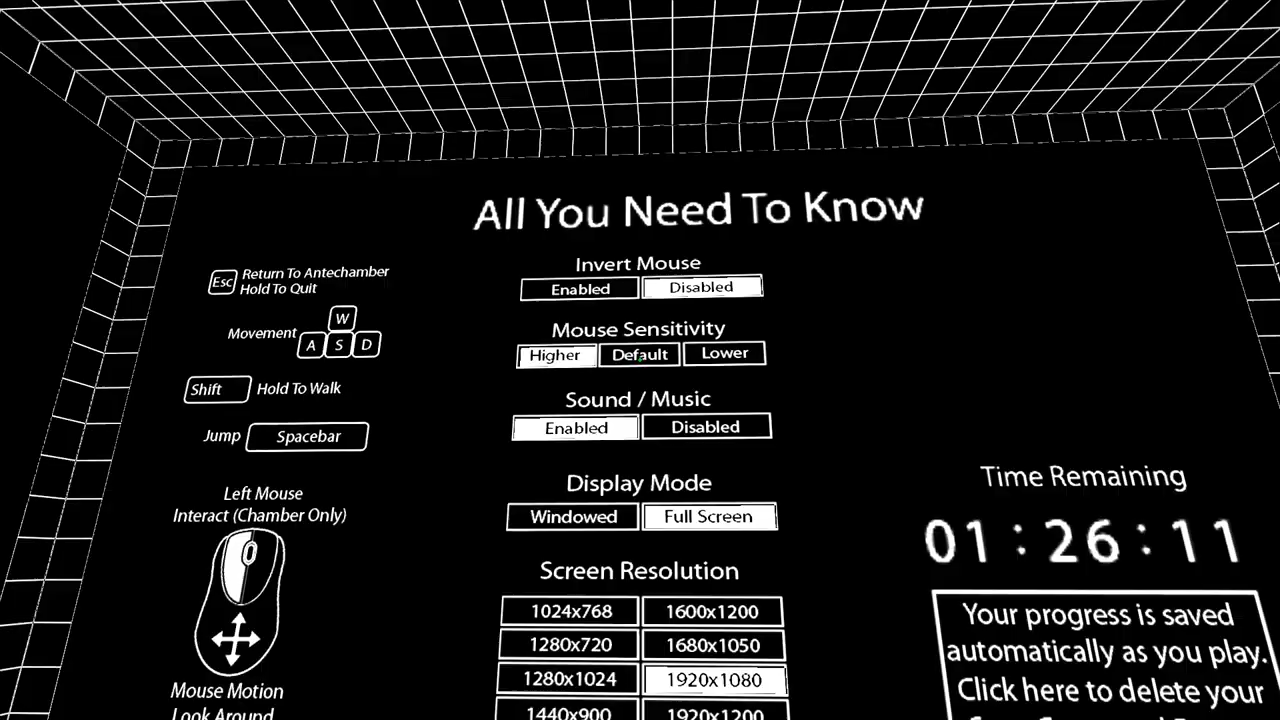 All You Need To Know
Esc
Return To Antechamber
Hold To Quit
Movement
W
A S D
Shift
Hold To Walk
Jump
Spacebar
Left Mouse
Interact (Chamber Only)
Mouse Motion
Look Around
Invert Mouse
Enabled Disabled
Mouse Sensitivity
Higher Default Lower
Sound / Music
Enabled Disabled
Display Mode
Windowed Full Screen
Screen Resolution
1024x768 1600x1200
1280x720 1680x1050
1280x1024 1920x1080
1440x900 1920x1200
Time Remaining
01:26:11
Your progress is saved
automatically as you play.
Click here to delete your